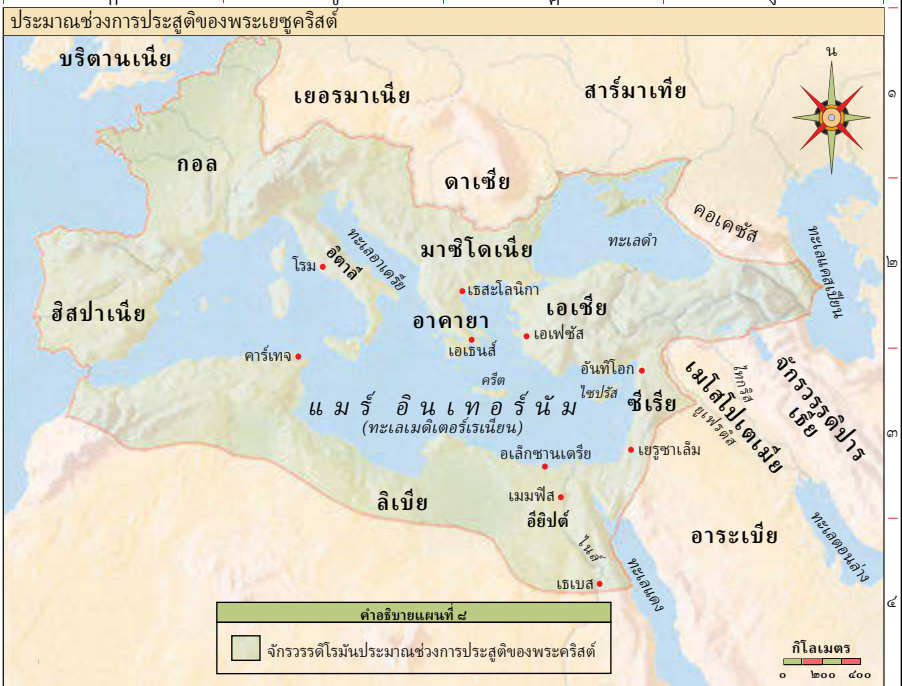 ประมาณช่วงการประสูติของพระเยซูคริสต์
น
บริตานเนีย
เยอรมาเนีย
สาร์มาเทีย
๑
กอล
ดาเซีย
คอเคซัส
ทะเลแคสเปียน
ทะเลอาเดรีย
มาซิโดเนีย
ทะเลดำ
โรม
อิตาลี
๒
เธสะโลนิกา
ฮิสปาเนีย
อาคายา
เอเชีย
เอเฟซัส
เอเธนส์
คาร์เทจ
ครีต
อันทิโอก
ไซปรัส
ซีเรีย
เมโสโปเตเมีย
ไทกริส
ยูเฟรติส
จักรวรรดิปาร
เธีย
แมร์ อินเทอร์นัม
(ทะเลเมดิเตอร์เรเนียน)
๓
อเล็กซานเดรีย
เยรูซาเล็ม
ลิเบีย
เมมฟิส
อียิปต์
อาระเบีย
ไนส์
ทะเลตอนล่าง
เธเบส
ทะเลแดง
๔
คำอธิบายแผนที่ ๘
จักรวรรดิโรมันประมาณช่วงการประสูติของพระคริสต์
กิโลเมตร
๐ ๒๐๐ ๔๐๐